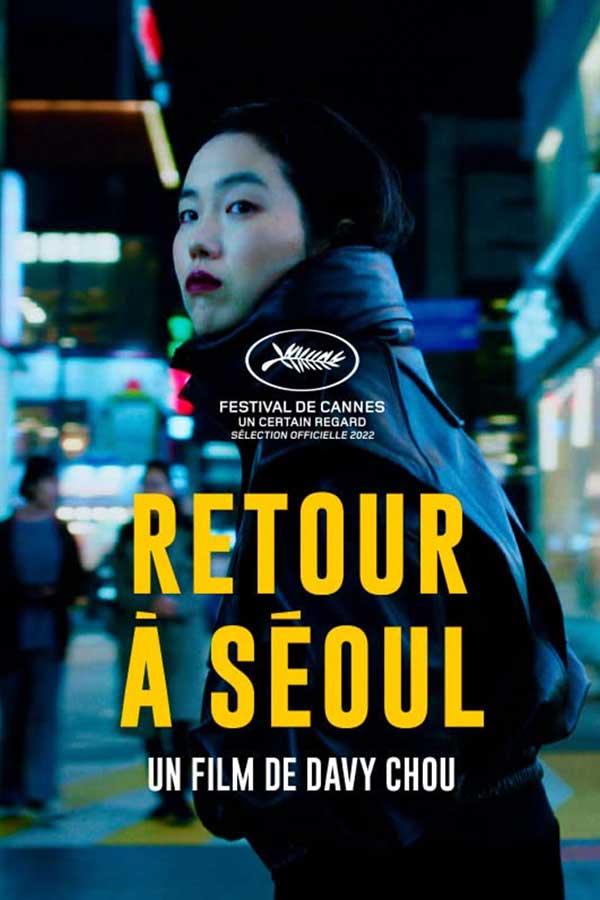 FESTIVAL DE CANNES
UN CERTAIN REGARD
SÉLECTION OFFICIELLE 2022
RETOUR
À SÉOUL
UN FILM DE DAVY CHOU